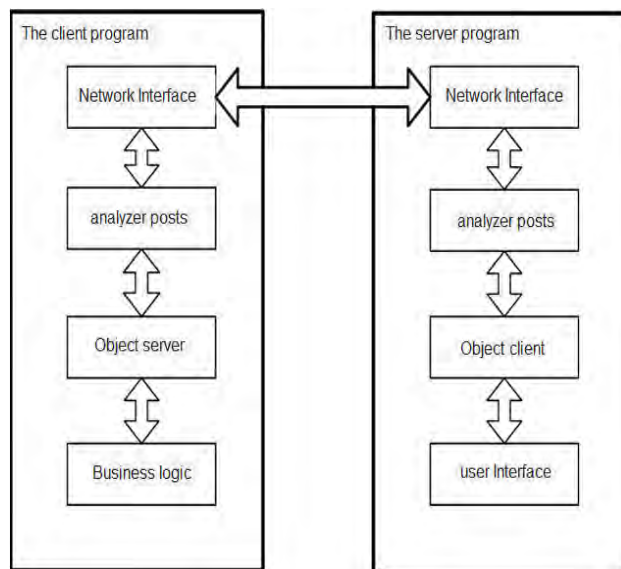 The client program
Network Interface
analyzer posts
Object server
Business logic
The server program
Network Interface
analyzer posts
Object client
user Interface